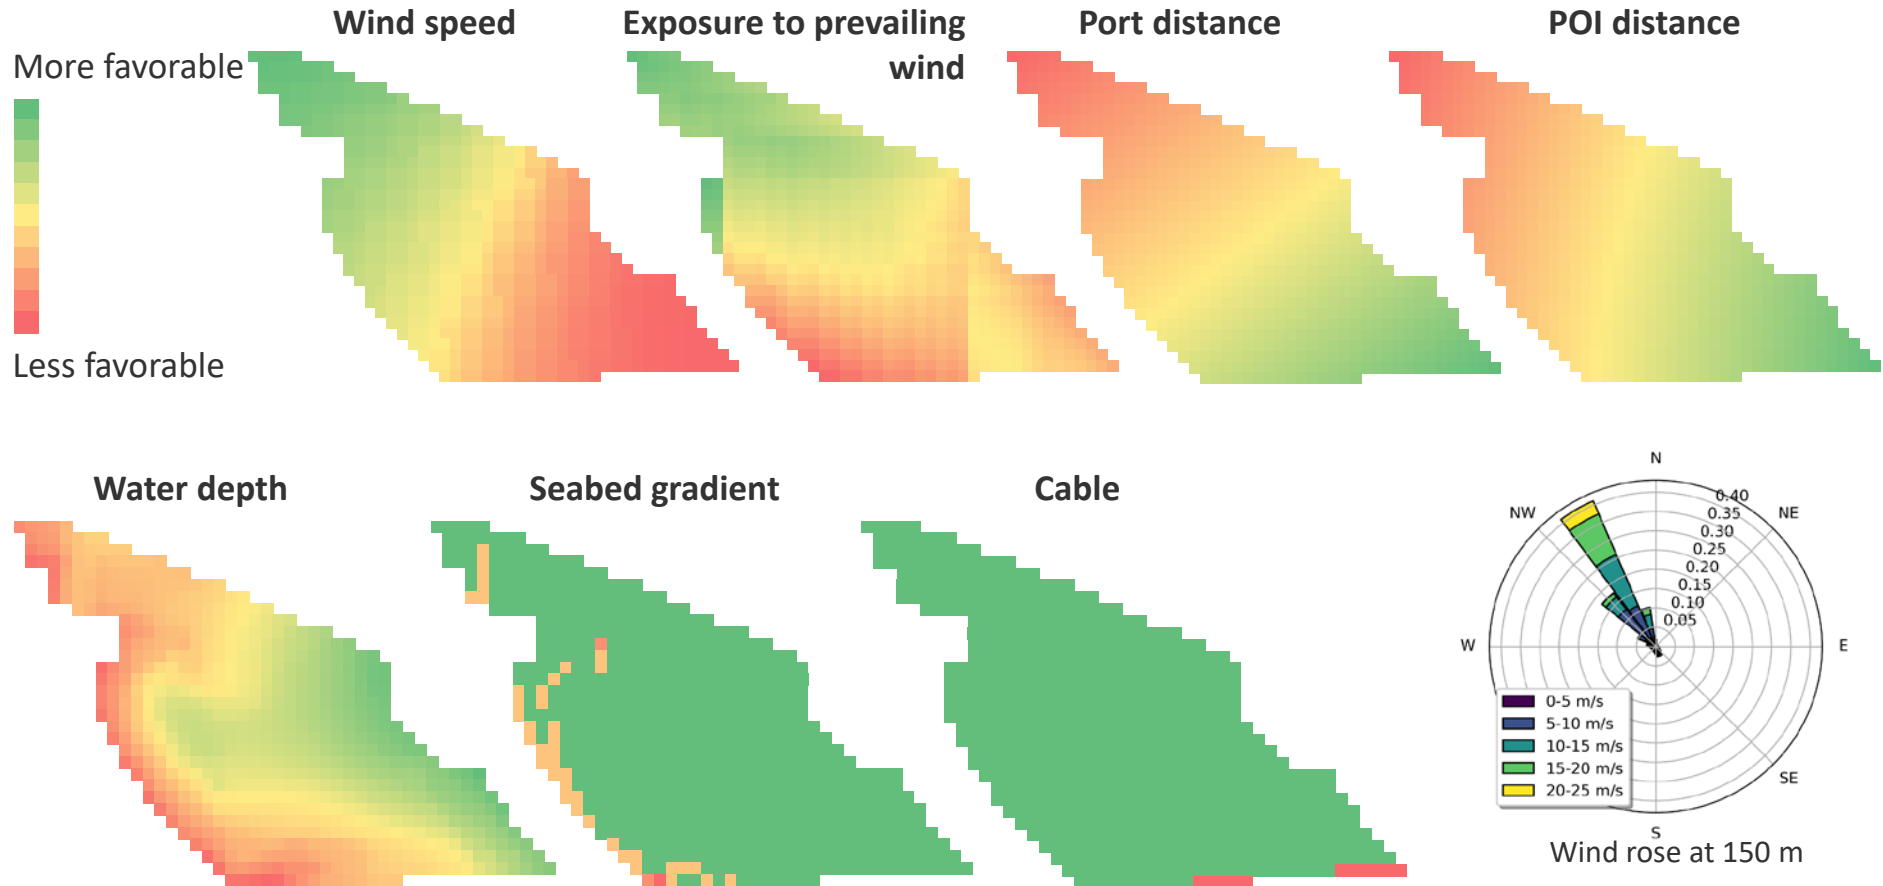 Wind speed
Exposure to prevailing
wind
Port distance
POI distance
More favorable
Less favorable
Water depth
Seabed gradient
Cable
N
NW
NE
W
E
SE
S
0.40
0.35
0.30
0.25
0.20
0.15
0.10
0.05
0-5 m/s
5-10 m/s
10-15 m/s
15-20 m/s
20-25 m/s
Wind rose at 150 m